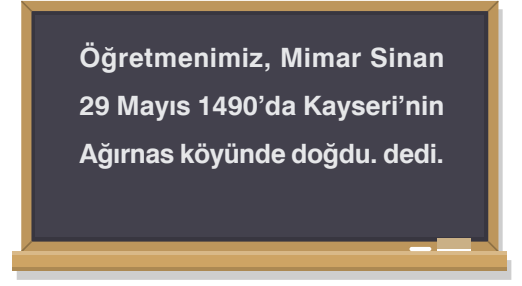 Öğretmenimiz, Mimar Sinan
29 Mayıs 1490’da Kayseri’nin
Ağırnas köyünde doğdu. dedi.